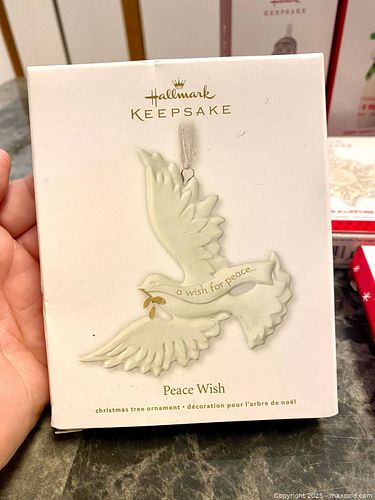 KEEPSAKE
Hallmark
KEEPSAKE
a wish for peace...
Peace Wish
christmas tree ornament • décoration pour l'arbre de noël
Copyright 2025 - maxsold.com